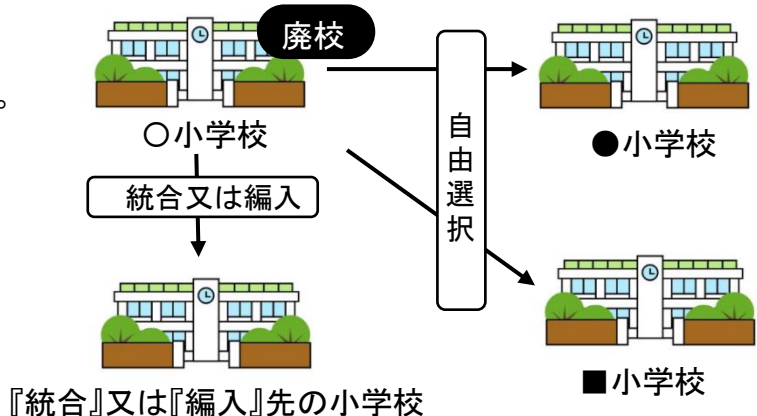 廃校
。
〇小学校
自由選択
●小学校
統合又は編入
■小学校
『統合』又は『編入』先の小学校